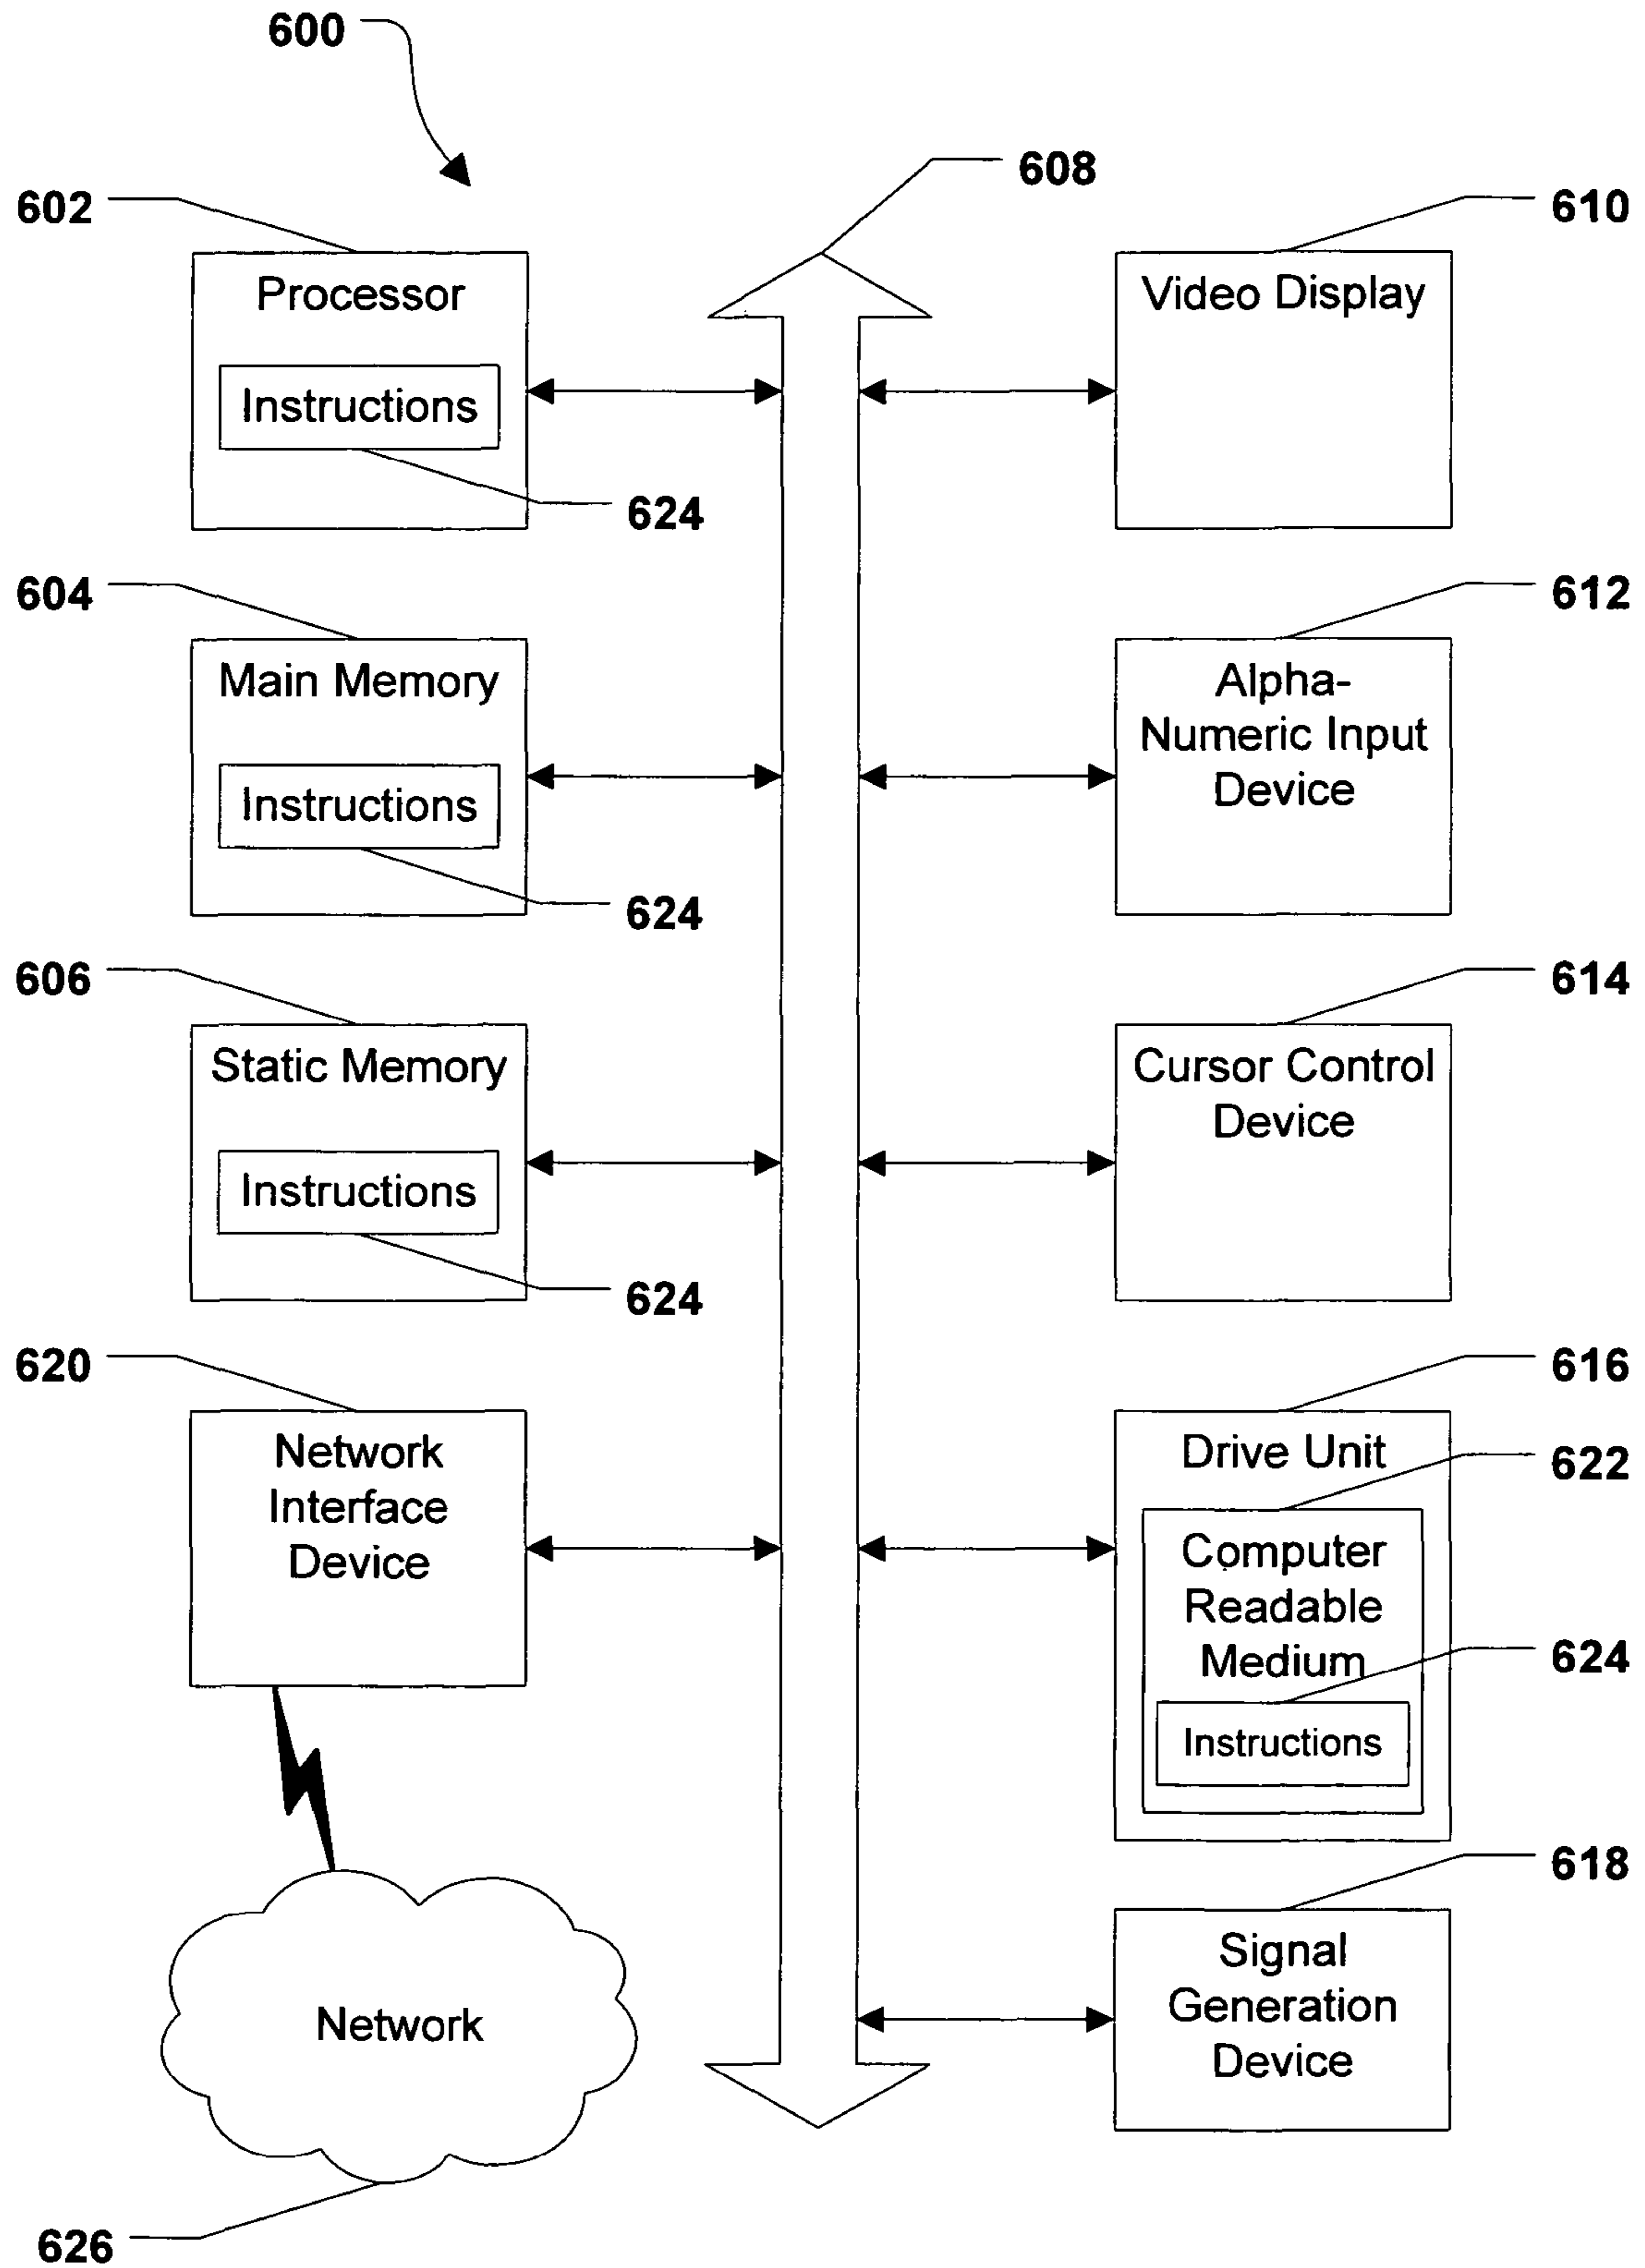 600
608
602
610
Processor
Instructions
624
Video Display
604
612
Main Memory
Instructions
624
Alpha-
Numeric Input
Device
606
614
Static Memory
Instructions
624
Cursor Control
Device
620
616
Network
Interface
Device
Drive Unit
622
Computer
Readable
Medium
624
Instructions
618
Signal
Generation
Device
Network
626